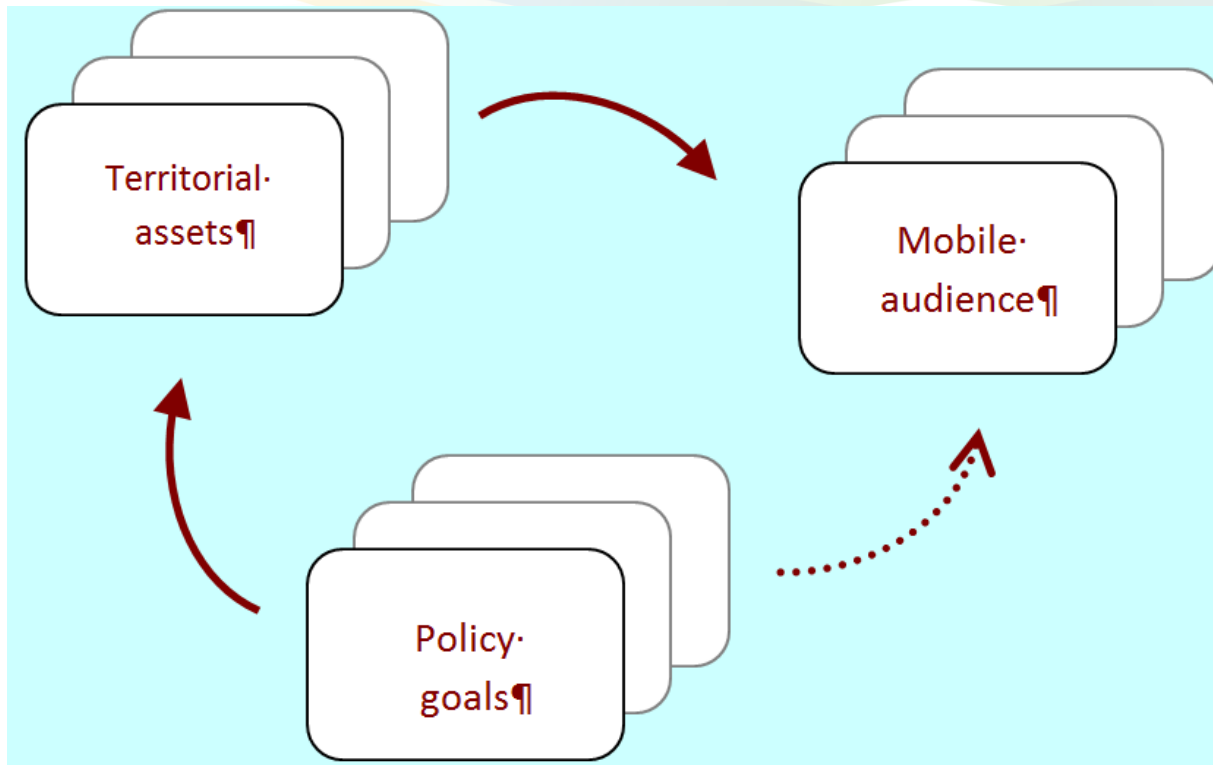 Territorial·
assets¶
Mobile·
audience¶
Policy·
goals¶